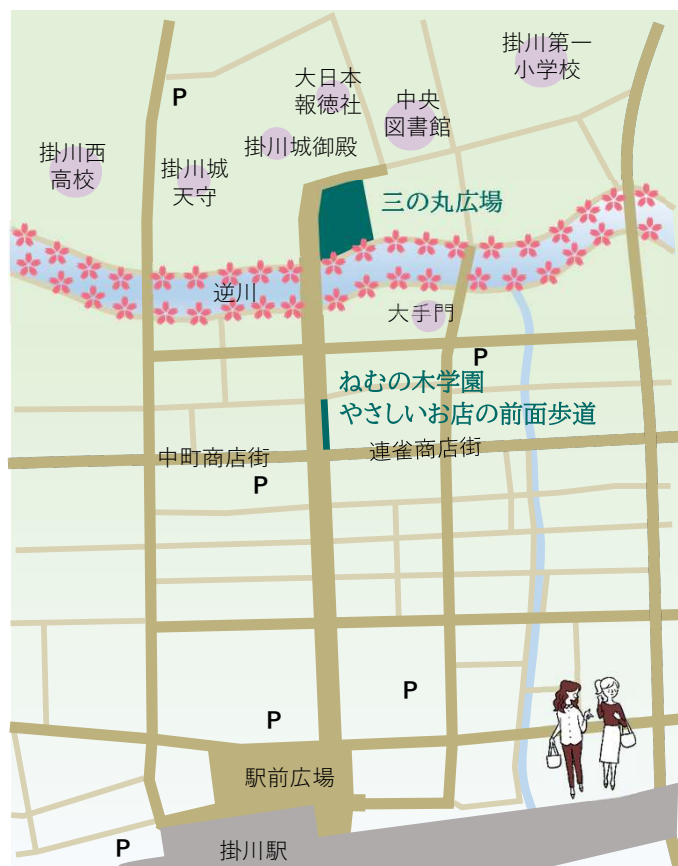 掛川第一
小学校
大日本
報徳社
中央
図書館
P
掛川城御殿
掛川西
高校
掛川城
天守
三の丸広場
逆川
大手門
P
ねむの木学園
やさしいお店の前面歩道
中町商店街
連雀商店街
P
P
P
駅前広場
掛川駅
P